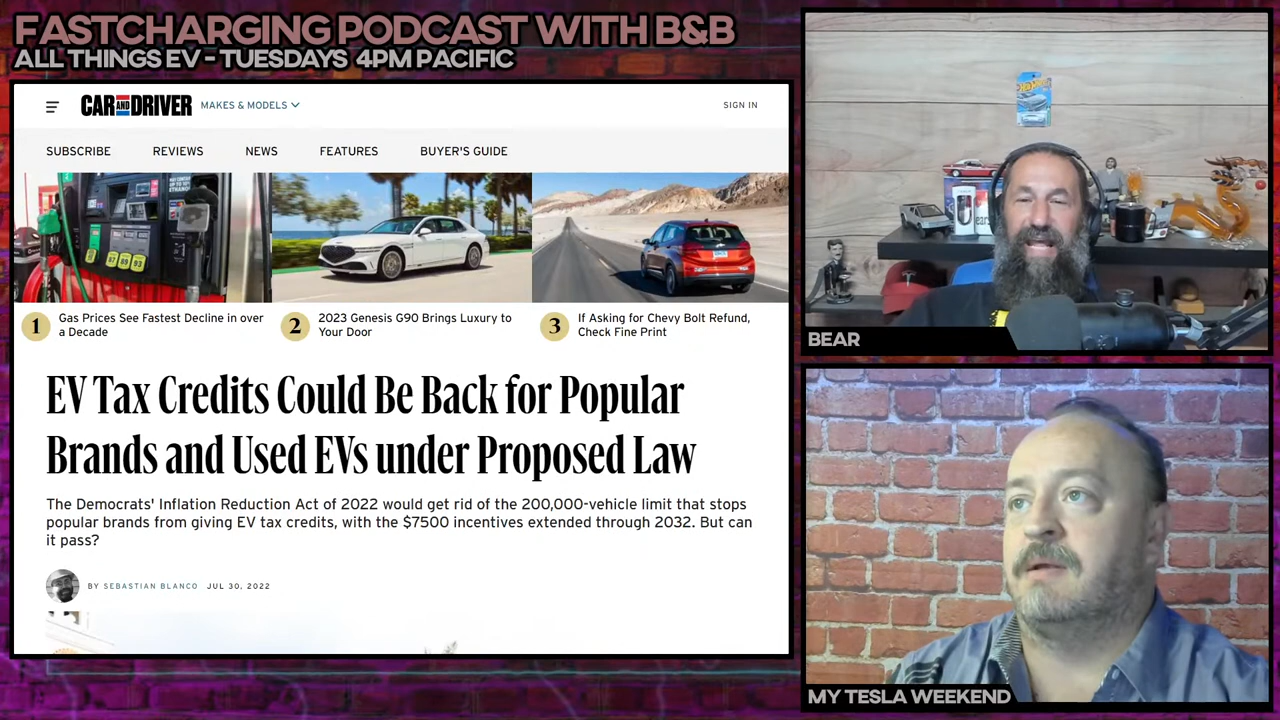 FASTCHARGING PODCAST WITH B&B
ALL THINGS EV - TUESDAYS 4PM PACIFIC
CAR AND DRIVER
MAKES & MODELS
SIGN IN
SUBSCRIBE
REVIEWS
NEWS
FEATURES
BUYER'S GUIDE
87 89 93
1
Gas Prices See Fastest Decline in over
a Decade
2
2023 Genesis G90 Brings Luxury to
Your Door
3
If Asking for Chevy Bolt Refund,
Check Fine Print
EV Tax Credits Could Be Back for Popular
Brands and Used EVs under Proposed Law
The Democrats' Inflation Reduction Act of 2022 would get rid of the 200,000-vehicle limit that stops
popular brands from giving EV tax credits, with the $7500 incentives extended through 2032. But can
it pass?
BY SEBASTIAN BLANCO JUL 30, 2022
BEAR
MY TESLA WEEKEND